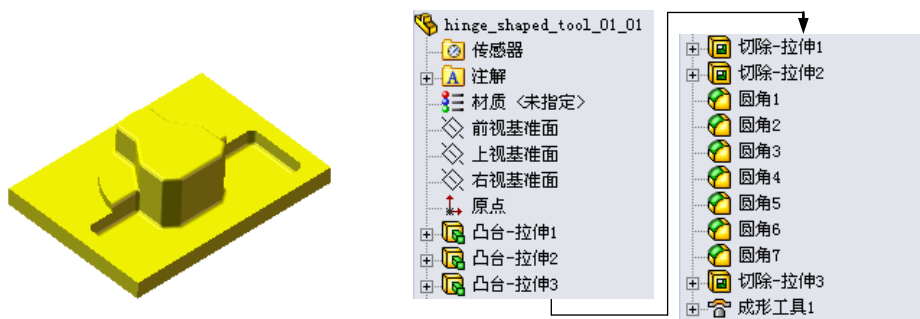 hinge_shaped_tool_01_01
传感器
注解
材质 <未指定>
前视基准面
上视基准面
右视基准面
原点
凸台-拉伸1
凸台-拉伸2
凸台-拉伸3
切除-拉伸1
切除-拉伸2
圆角1
圆角2
圆角3
圆角4
圆角5
圆角6
圆角7
切除-拉伸3
成形工具1